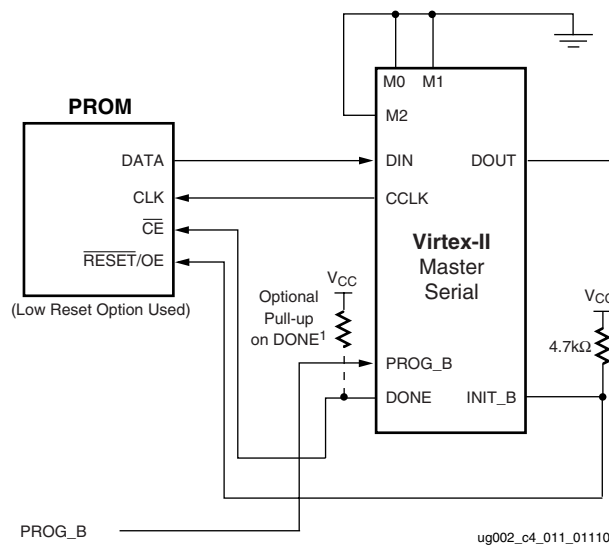 M0 M1
M2
PROM
DATA
DIN
DOUT
CLK
CCLK
CE
RESET/OE
Virtex-II
Master
Serial
(Low Reset Option Used)
Optional
Pull-up
on DONE1
VCC
VCC
4.7kΩ
PROG_B
DONE
INIT_B
PROG_B
ug002_c4_011_01110